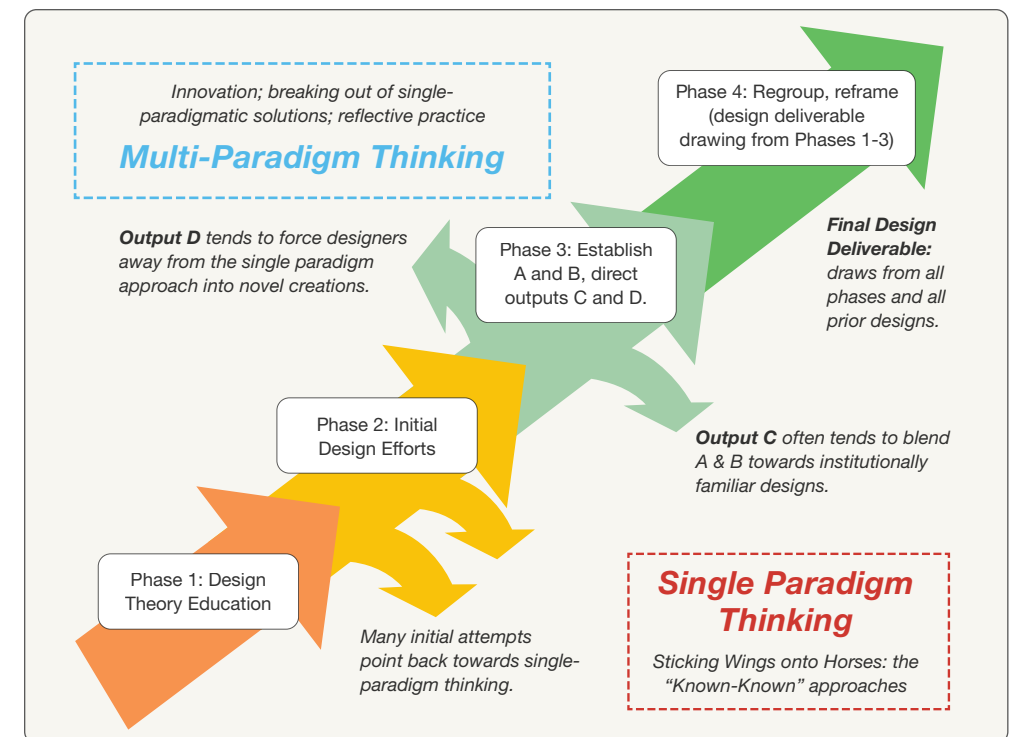 Innovation; breaking out of single-
paradigmatic solutions; reflective practice
Multi-Paradigm Thinking
Phase 4: Regroup, reframe
(design deliverable
drawing from Phases 1-3)
Output D tends to force designers
away from the single paradigm
approach into novel creations.
Phase 3: Establish
A and B, direct
outputs C and D.
Final Design
Deliverable:
draws from all
phases and all
prior designs.
Phase 2: Initial
Design Efforts
Output C often tends to blend
A & B towards institutionally
familiar designs.
Phase 1: Design
Theory Education
Many initial attempts
point back towards single-
paradigm thinking.
Single Paradigm
Thinking
Sticking Wings onto Horses: the
“Known-Known” approaches